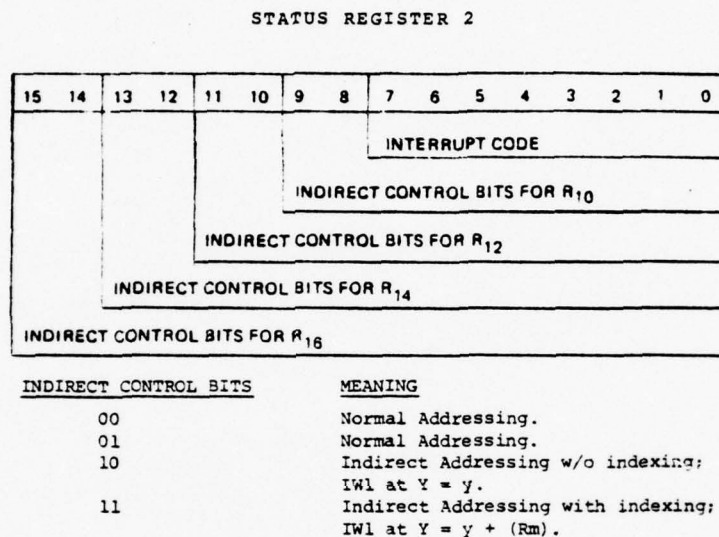 STATUS REGISTER 2
15 14 13 12 11 10 9 8 7 6 5 4 3 2 1 0
INTERRUPT CODE
INDIRECT CONTROL BITS FOR R10
INDIRECT CONTROL BITS FOR R12
INDIRECT CONTROL BITS FOR R14
INDIRECT CONTROL BITS FOR R16
INDIRECT CONTROL BITS MEANING
00 Normal Addressing.
01 Normal Addressing.
10 Indirect Addressing w/o indexing;
IW1 at Y = y.
11 Indirect Addressing with indexing;
IW1 at Y = y + (Rm).